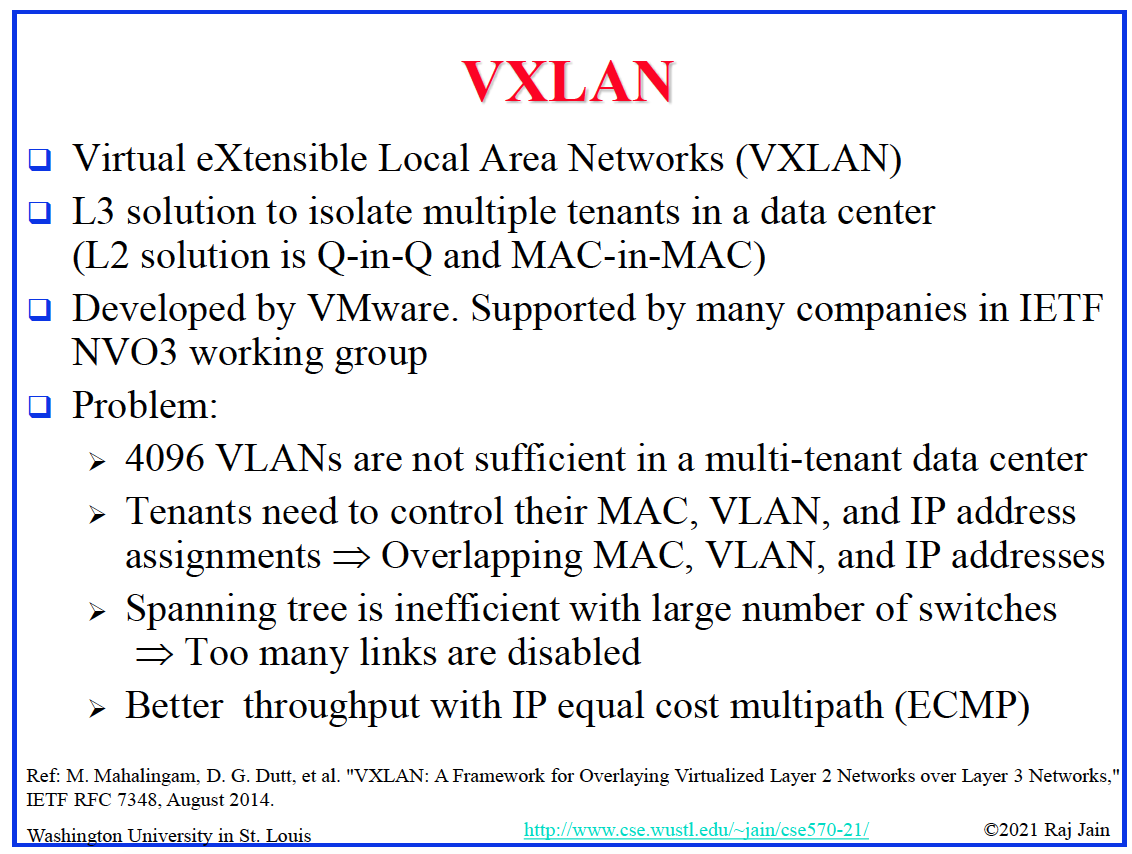 VXLAN
Virtual eXtensible Local Area Networks (VXLAN)
L3 solution to isolate multiple tenants in a data center
(L2 solution is Q-in-Q and MAC-in-MAC)
Developed by VMware. Supported by many companies in IETF
NVO3 working group
Problem:
4096 VLANs are not sufficient in a multi-tenant data center
Tenants need to control their MAC, VLAN, and IP address
assignments ⇒ Overlapping MAC, VLAN, and IP addresses
Spanning tree is inefficient with large number of switches
⇒ Too many links are disabled
Better  throughput with IP equal cost multipath (ECMP)
Ref: M. Mahalingam, D. G. Dutt, et al. "VXLAN: A Framework for Overlaying Virtualized Layer 2 Networks over Layer 3 Networks,"
IETF RFC 7348, August 2014.
Washington University in St. Louis http://www.cse.wustl.edu/~jain/cse570-21/ ©2021 Raj Jain